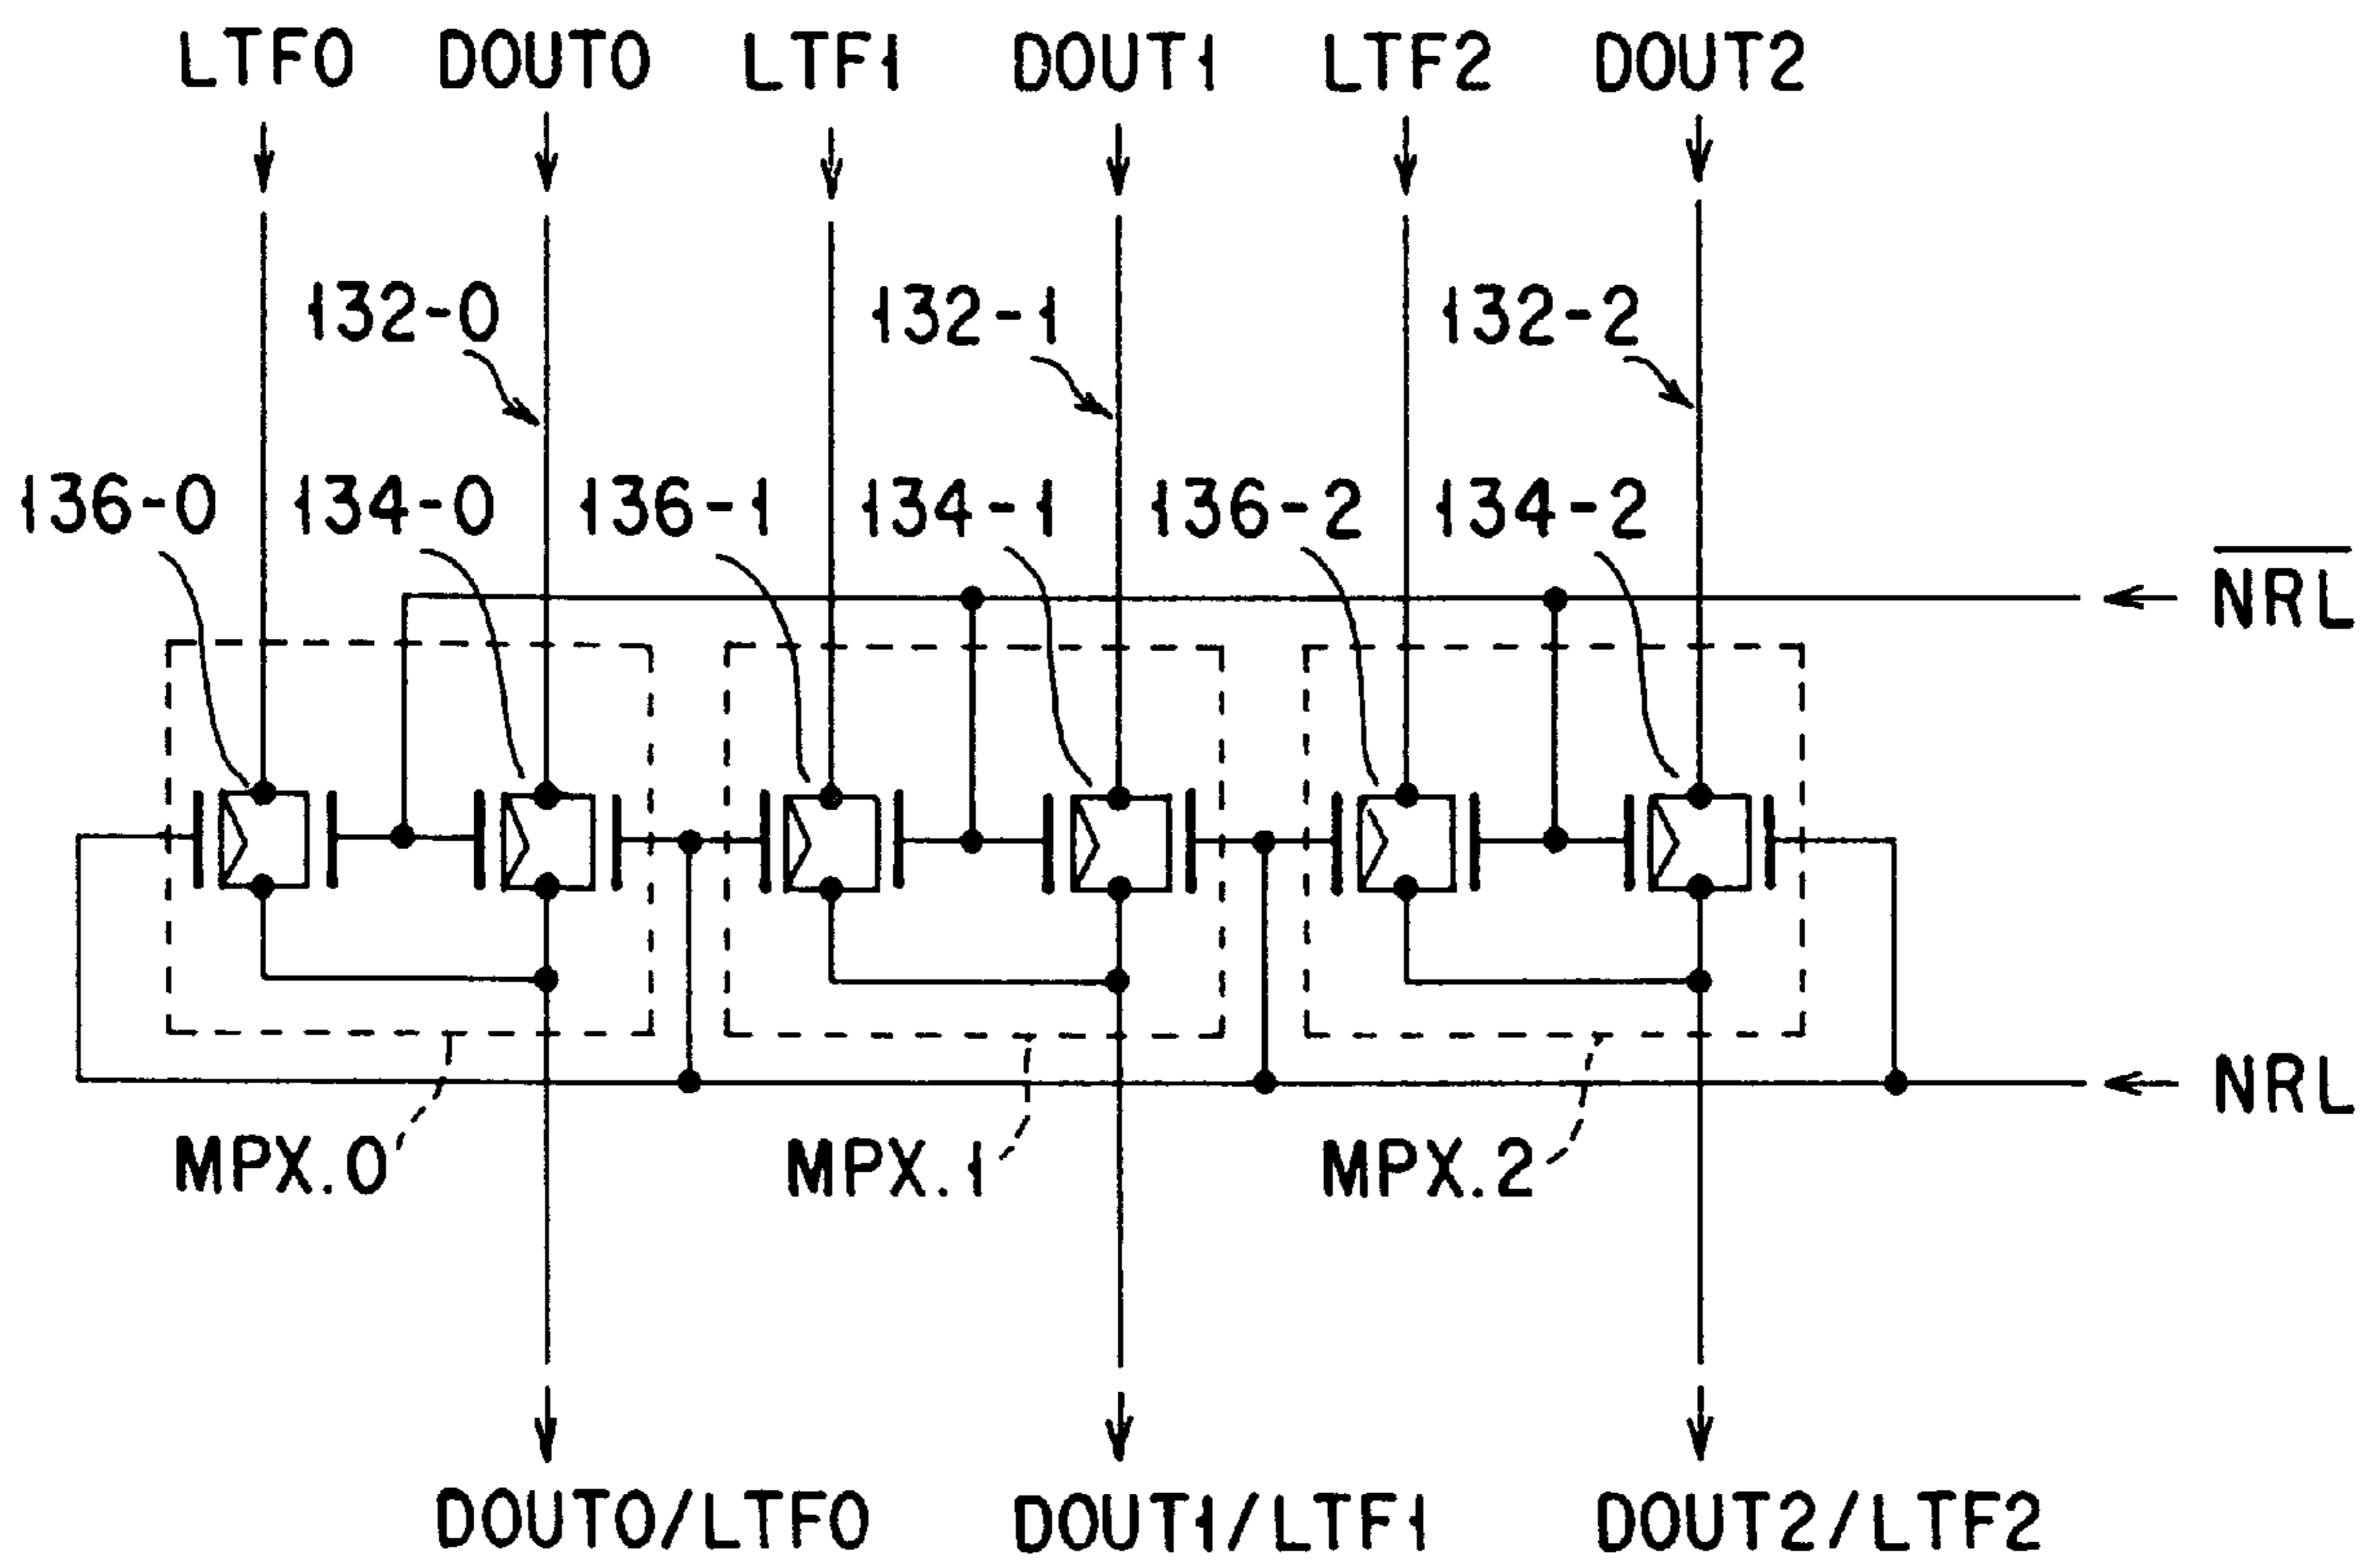 LTF0 DOUT0 LTF1 DOUT1 LTF2 DOUT2
132-0 132-1 132-2
136-0 134-0 136-1 134-1 136-2 134-2
N̅R̅L̅
NRL
MPX.0 MPX.1 MPX.2
DOUT0/LTF0 DOUT1/LTF1 DOUT2/LTF2